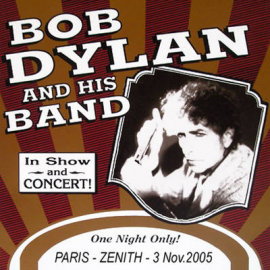 BOB
DYLAN
AND HIS
BAND
In Show
and
CONCERT!
One Night Only!
PARIS - ZENITH - 3 Nov.2005